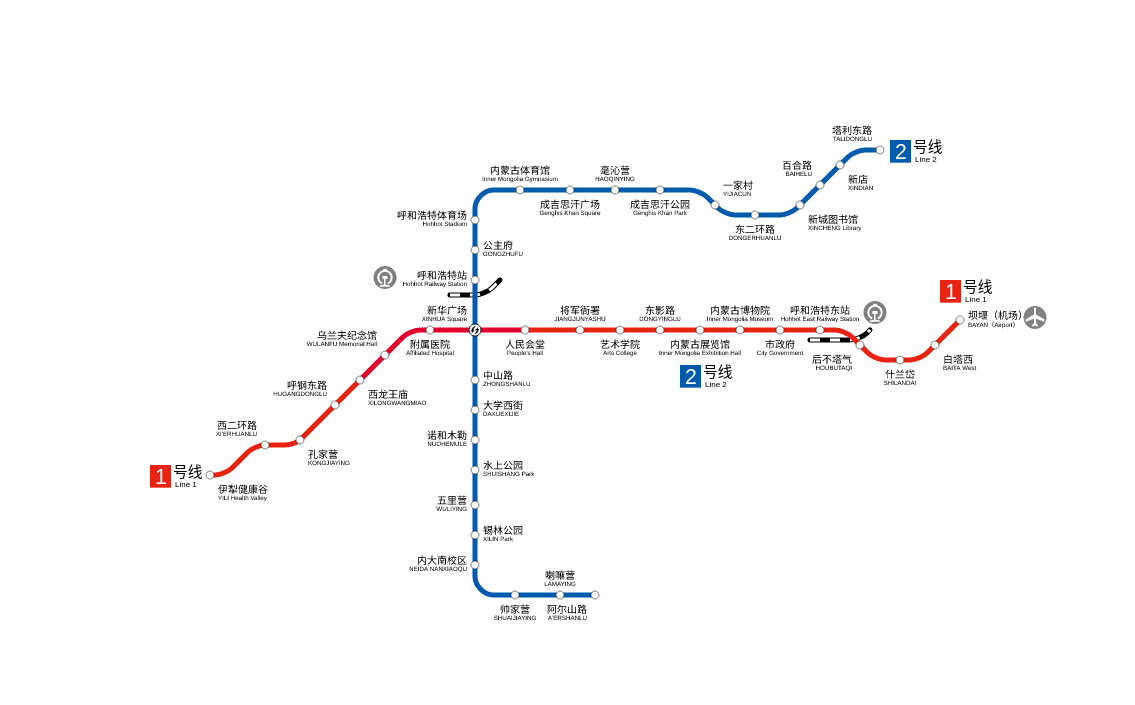 塔利东路
TALIDONGLU
2
号线
Line 2
百合路
BAIHELU
新店
XINDIAN
内蒙古体育馆
Inner Mongolia Gymnasium
毫沁营
HAOQINYING
一家村
YIJIACUN
成吉思汗广场
Genghis Khan Square
成吉思汗公园
Genghis Khan Park
呼和浩特体育场
Hohhot Stadium
新城图书馆
XINCHENG Library
东二环路
DONGERHUANLU
公主府
GONGZHUFU
呼和浩特站
Hohhot Railway Station
1
号线
Line 1
新华广场
XINHUA Square
将军衙署
JIANGJUNYASHU
东影路
DONGYINGLU
内蒙古博物院
Inner Mongolia Museum
呼和浩特东站
Hohhot East Railway Station
坝堰（机场）
BAYAN（Airport）
乌兰夫纪念馆
WULANFU Memorial Hall
附属医院
Affiliated Hospital
人民会堂
People's Hall
艺术学院
Arts College
内蒙古展览馆
Inner Mongolia Exhibition Hall
市政府
City Government
后不塔气
HOUBUTAQI
白塔西
BAITA West
2
号线
Line 2
什兰岱
SHILANDAI
中山路
ZHONGSHANLU
呼钢东路
HUGANGDONGLU
西龙王庙
XILONGWANGMIAO
大学西街
DAXUEXIJIE
西二环路
XI'ERHUANLU
诺和木勒
NUOHEMULE
孔家营
KONGJIAYING
1
号线
Line 1
水上公园
SHUISHANG Park
伊犁健康谷
YILI Health Valley
五里营
WULIYING
锡林公园
XILIN Park
内大南校区
NEIDA NANXIAOQU
喇嘛营
LAMAYING
帅家营
SHUAIJIAYING
阿尔山路
A'ERSHANLU